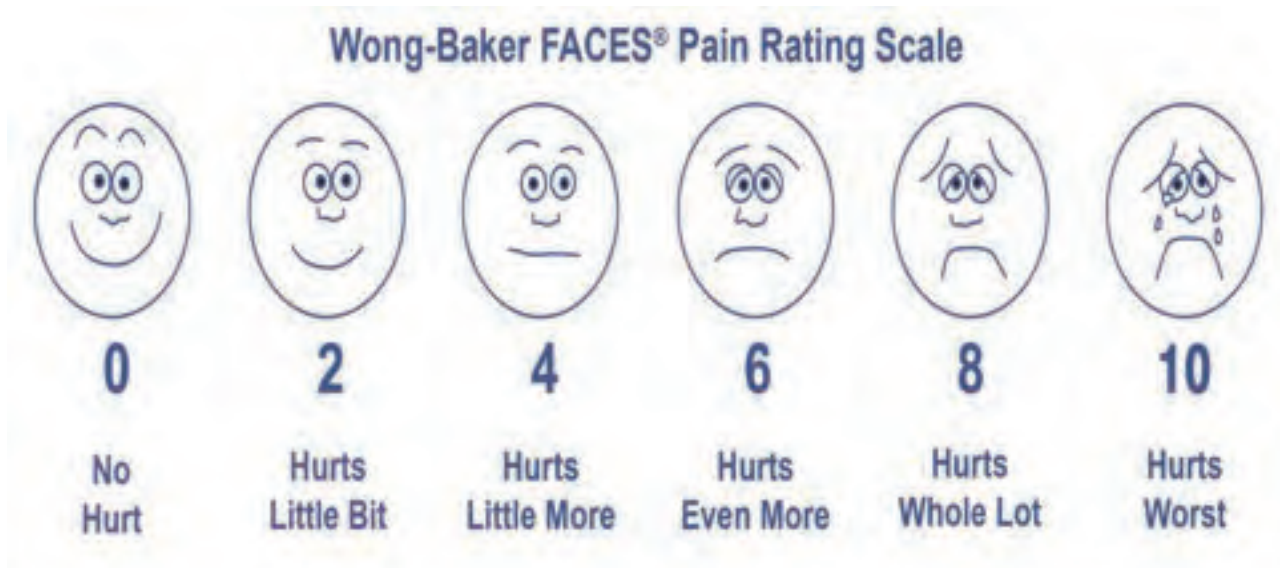 Wong-Baker FACES® Pain Rating Scale
0
2
4
6
8
10
No
Hurt
Hurts
Little Bit
Hurts
Little More
Hurts
Even More
Hurts
Whole Lot
Hurts
Worst